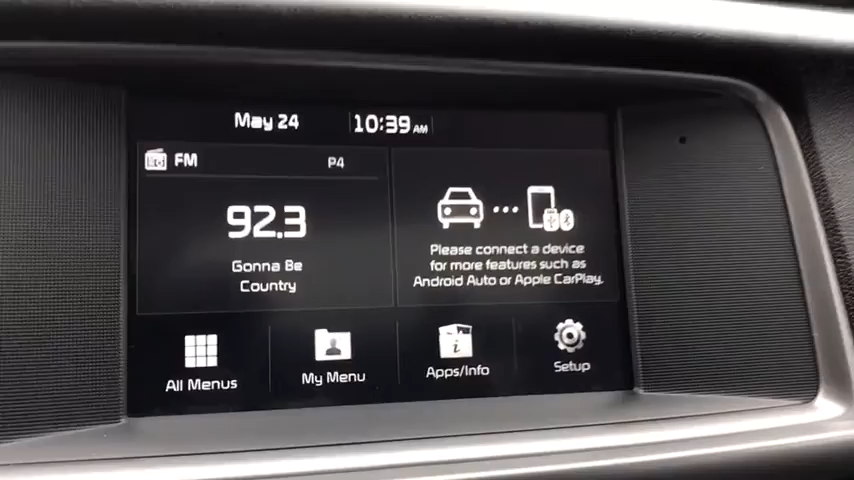 May 24
10:39 AM
FM
P4
92.3
Gonna Be
Country
Please connect a device
for more features such as
Android Auto or Apple CarPlay.
All Menus
My Menu
Apps/Info
Setup